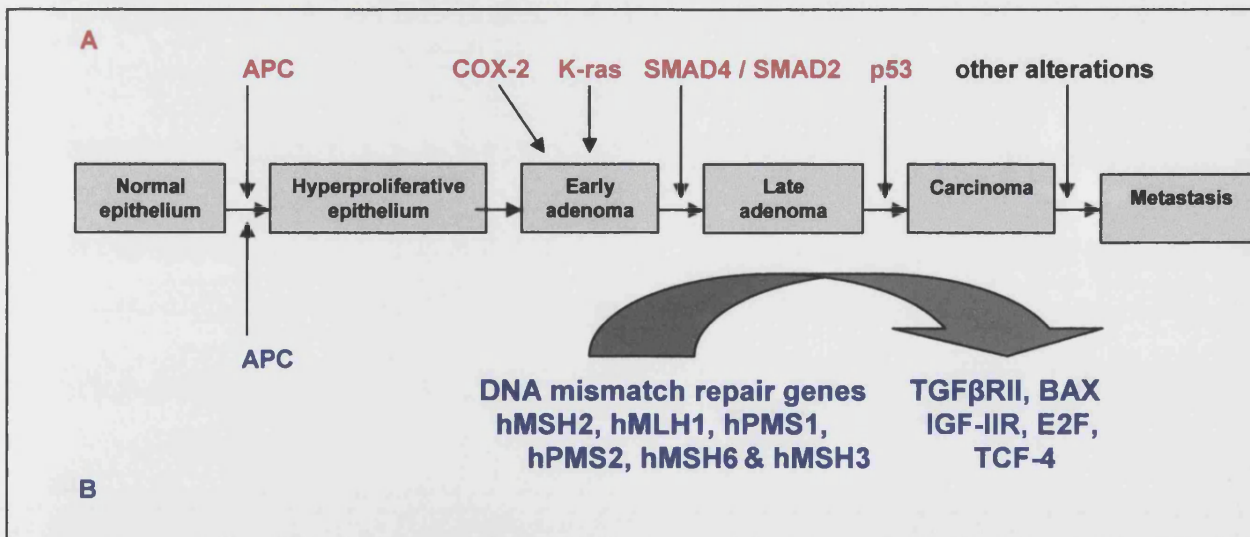 A
APC COX-2 K-ras SMAD4 / SMAD2 p53 other alterations
Normal
epithelium
Hyperproliferative
epithelium
Early
adenoma
Late
adenoma
Carcinoma
Metastasis
APC
DNA mismatch repair genes
hMSH2, hMLH1, hPMS1,
hPMS2, hMSH6 & hMSH3
TGFβRII, BAX
IGF-IIR, E2F,
TCF-4
B